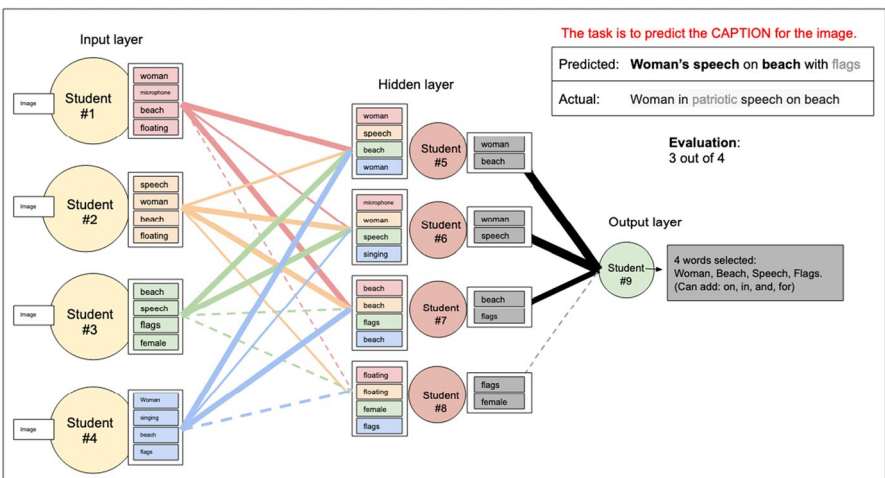 The task is to predict the CAPTION for the image.
Predicted: Woman's speech on beach with flags
Actual: Woman in patriotic speech on beach
Evaluation:
3 out of 4
Input layer
Image
Student
#1
woman
microphone
beach
floating
Image
Student
#2
speech
woman
beach
floating
Image
Student
#3
beach
speech
flags
female
Image
Student
#4
Woman
singing
beach
flags
Hidden layer
woman
speech
beach
woman
Student
#5
woman
beach
microphone
woman
speech
singing
Student
#6
woman
speech
beach
beach
flags
beach
Student
#7
beach
flags
floating
floating
female
flags
Student
#8
flags
female
Output layer
Student
#9
4 words selected:
Woman, Beach, Speech, Flags.
(Can add: on, in, and, for)